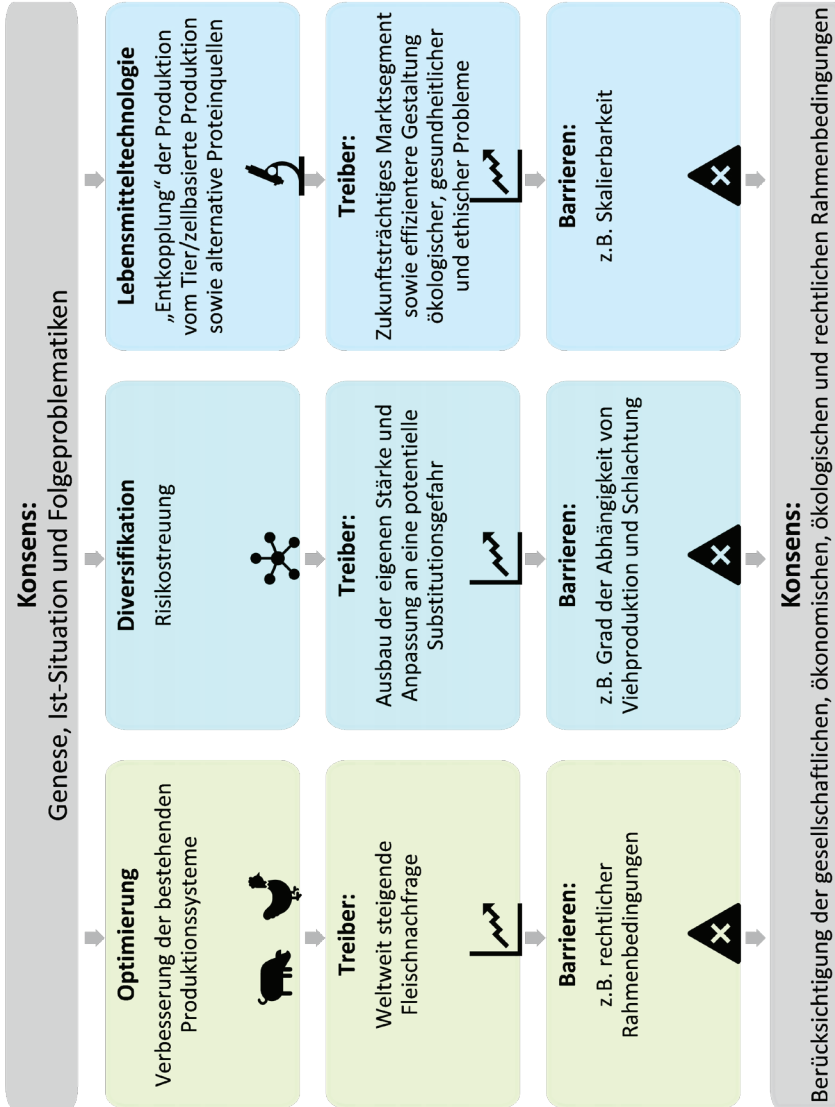 Konsens:
Genese, Ist-Situation und Folgeproblematiken
Optimierung
Verbesserung der bestehenden
Produktionssysteme
Treiber:
Weltweit steigende
Fleischnachfrage
Barrieren:
z.B. rechtlicher
Rahmenbedingungen
Diversifikation
Risikostreuung
Treiber:
Ausbau der eigenen Stärke und
Anpassung an eine potentielle
Substitutionsgefahr
Barrieren:
z.B. Grad der Abhängigkeit von
Viehproduktion und Schlachtung
Lebensmitteltechnologie
„Entkopplung“ der Produktion
vom Tier/zellbasierte Produktion
sowie alternative Proteinquellen
Treiber:
Zukunftsträchtiges Marktsegment
sowie effizientere Gestaltung
ökologischer, gesundheitlicher
und ethischer Probleme
Barrieren:
z.B. Skalierbarkeit
Konsens:
Berücksichtigung der gesellschaftlichen, ökonomischen, ökologischen und rechtlichen Rahmenbedingungen